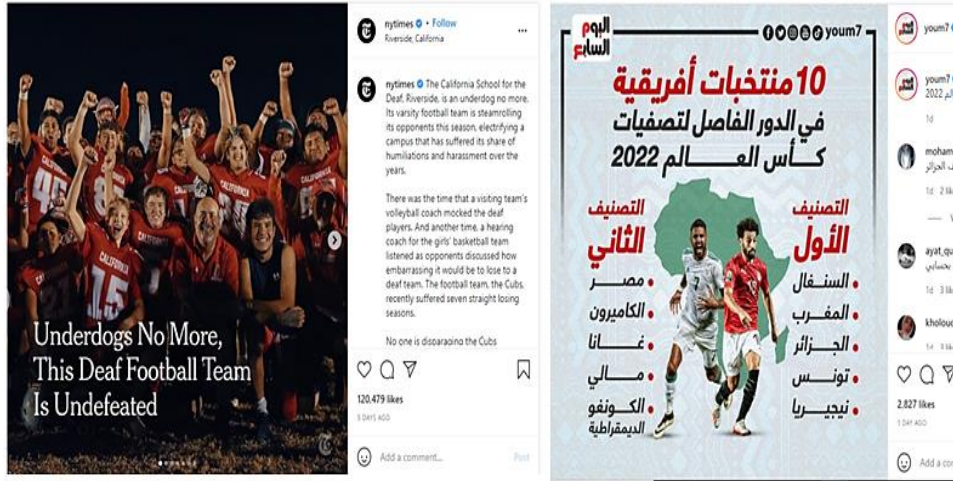 nytimes • Follow
Riverside, California
nytimes The California School for the
Deaf, Riverside, is an underdog no more.
Its varsity football team is steamrolling
its opponents this season, electrifying a
campus that has suffered its share of
humiliations and harassment over the
years.
There was the time that a visiting team's
volleyball coach mocked the deaf
players. And another time, a hearing
coach for the girls' basketball team
listened as opponents discussed how
embarrassing it would be to lose to a
deaf team. The football team, the Cubs,
recently suffered seven straight losing
seasons.
No one is disparaging the Cubs
120.479 likes
5 DAYS AGO
Add a comment...
Post
CALIFORNIA
CALIFORNIA
15
Underdogs No More,
This Deaf Football Team
Is Undefeated
اليوم
السابع
youm7
10 منتخبات أفريقية
في الدور الفاصل لتصفيات
كــأس العــــالم 2022
التصنيف
الأول
السنغال
المغرب
الجزائر
تونس
نيجيريا
التصنيف
الثاني
مصر
الكاميرون
غانا
مالي
الكونغو
الديمقراطية
youm7
youm7
2022
1d
الجزائر
1d
1d
2.827 likes
1 DAY AGO